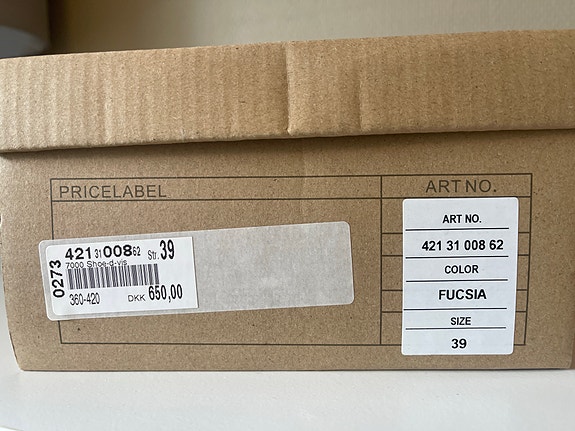 PRICELABEL
ART NO.
0273
421 31 008 62 Str. 39
7000 Shoe-d-vis
360-420 DKK 650,00
ART NO.
421 31 008 62
COLOR
FUCSIA
SIZE
39